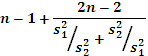 n − 1 + (2n − 2) / (s₁²/s₂² + s₂²/s₁²)